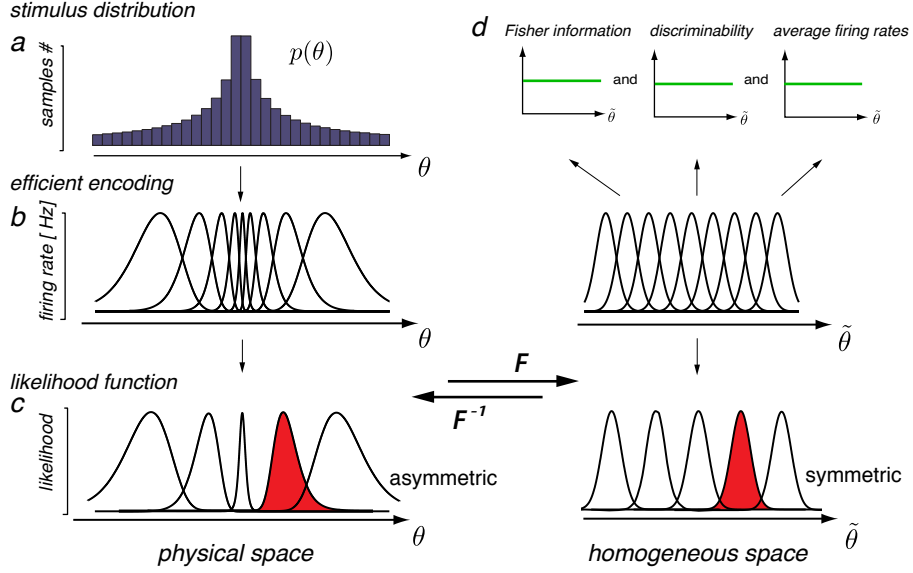 stimulus distribution
a
samples #
p(θ)
θ
efficient encoding
b
firing rate [ Hz]
θ
likelihood function
c
likelihood
asymmetric
θ
physical space
F
F⁻¹
d
Fisher information
discriminability
average firing rates
and
and
θ̃
θ̃
θ̃
θ̃
symmetric
θ̃
homogeneous space